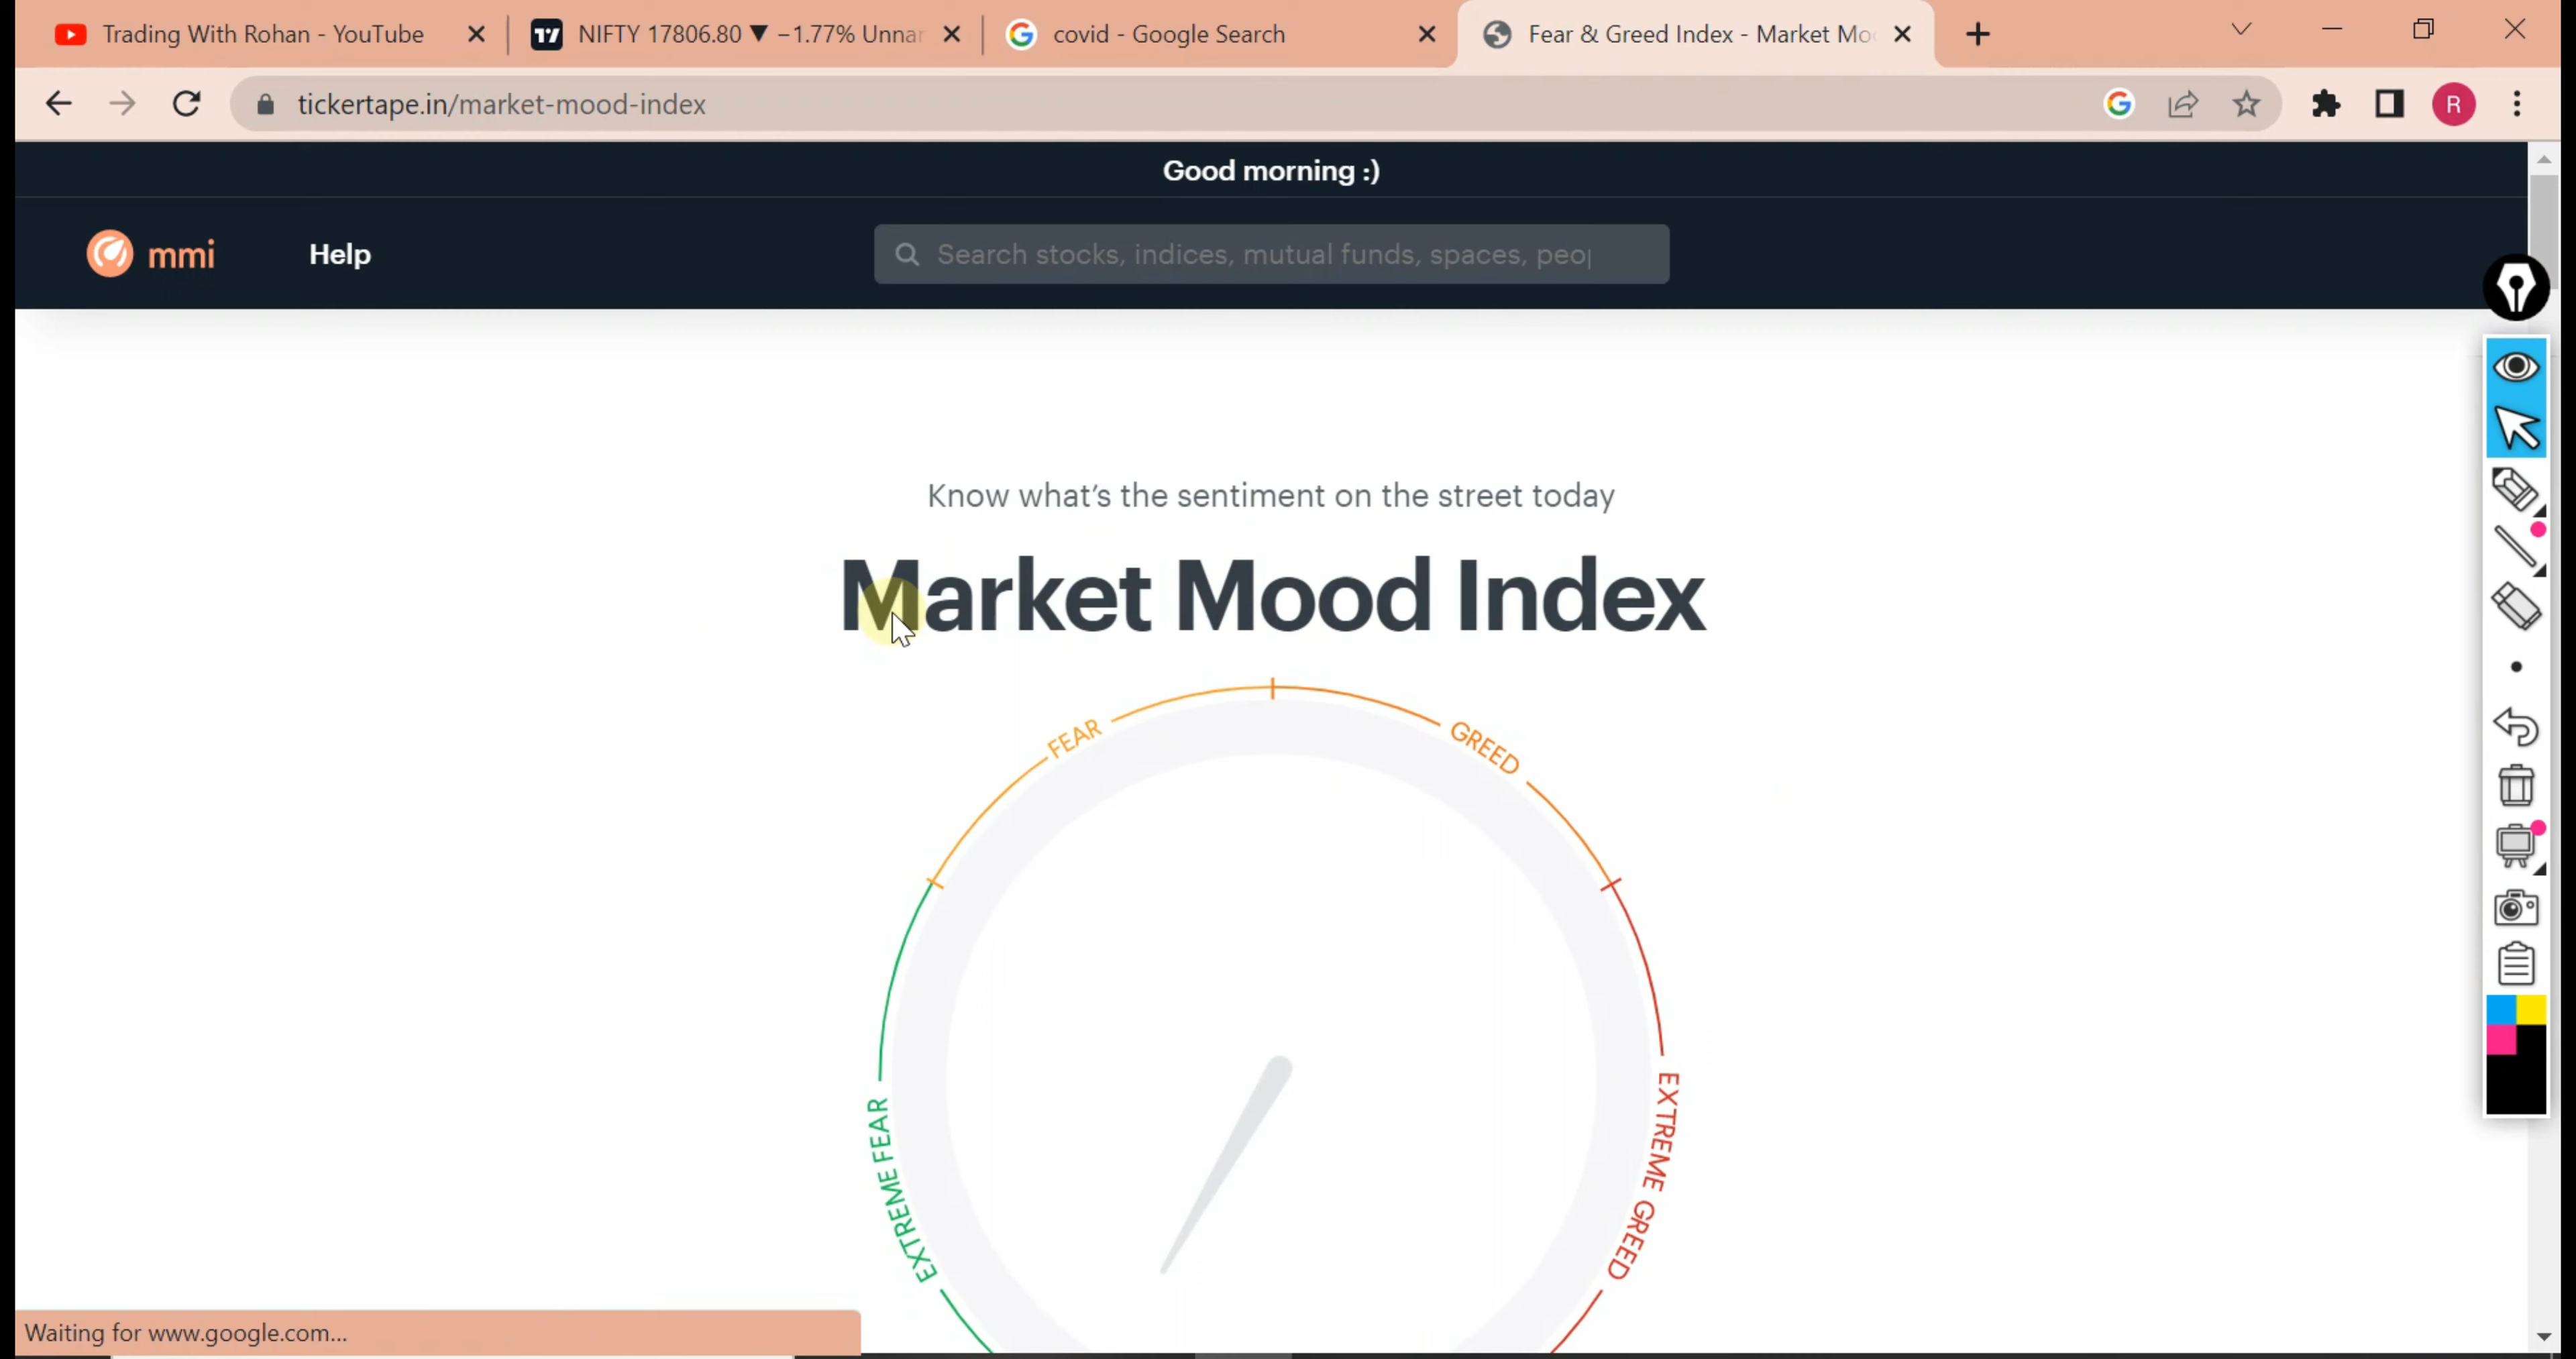 Trading With Rohan - YouTube
NIFTY 17806.80 ▼ −1.77% Unnar
covid - Google Search
Fear & Greed Index - Market Moo
tickertape.in/market-mood-index
R
Good morning :)
mmi
Help
Search stocks, indices, mutual funds, spaces, peo
Know what's the sentiment on the street today
Market Mood Index
FEAR
GREED
EXTREME FEAR
EXTREME GREED
Waiting for www.google.com...